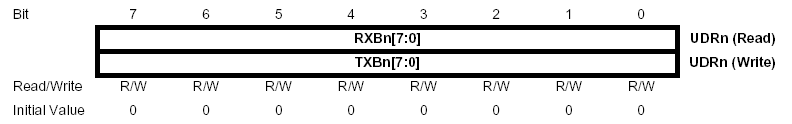 Bit 7 6 5 4 3 2 1 0
RXBn[7:0] UDRn (Read)
TXBn[7:0] UDRn (Write)
Read/Write R/W R/W R/W R/W R/W R/W R/W R/W
Initial Value 0 0 0 0 0 0 0 0